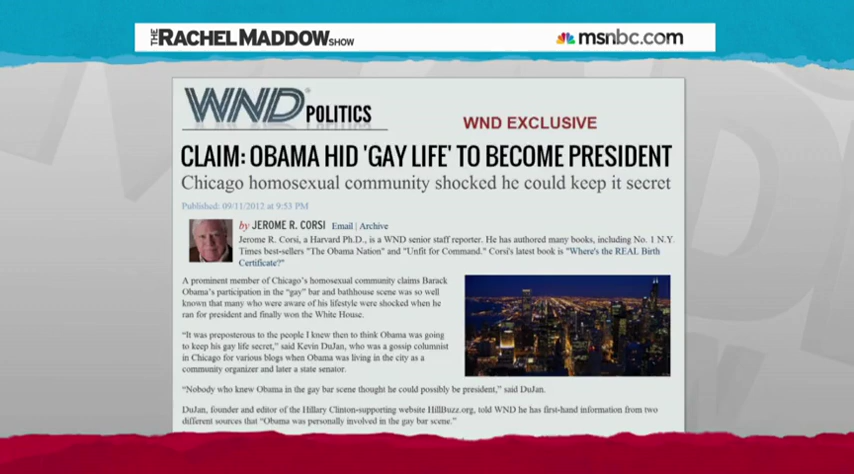 THE RACHEL MADDOW SHOW
msnbc.com
WND POLITICS
WND EXCLUSIVE
CLAIM: OBAMA HID 'GAY LIFE' TO BECOME PRESIDENT
Chicago homosexual community shocked he could keep it secret
Published: 09/11/2012 at 9:53 PM
by JEROME R. CORSI Email | Archive
Jerome R. Corsi, a Harvard Ph.D., is a WND senior staff reporter. He has authored many books, including No. 1 N.Y.
Times best-sellers "The Obama Nation" and "Unfit for Command." Corsi's latest book is "Where's the REAL Birth
Certificate?"
A prominent member of Chicago's homosexual community claims Barack
Obama's participation in the "gay" bar and bathhouse scene was so well
known that many who were aware of his lifestyle were shocked when he
ran for president and finally won the White House.
"It was preposterous to the people I knew then to think Obama was going
to keep his gay life secret," said Kevin DuJan, who was a gossip columnist
in Chicago for various blogs when Obama was living in the city as a
community organizer and later a state senator.
"Nobody who knew Obama in the gay bar scene thought he could possibly be president," said DuJan.
DuJan, founder and editor of the Hillary Clinton-supporting website HillBuzz.org, told WND he has first-hand information from two
different sources that "Obama was personally involved in the gay bar scene."